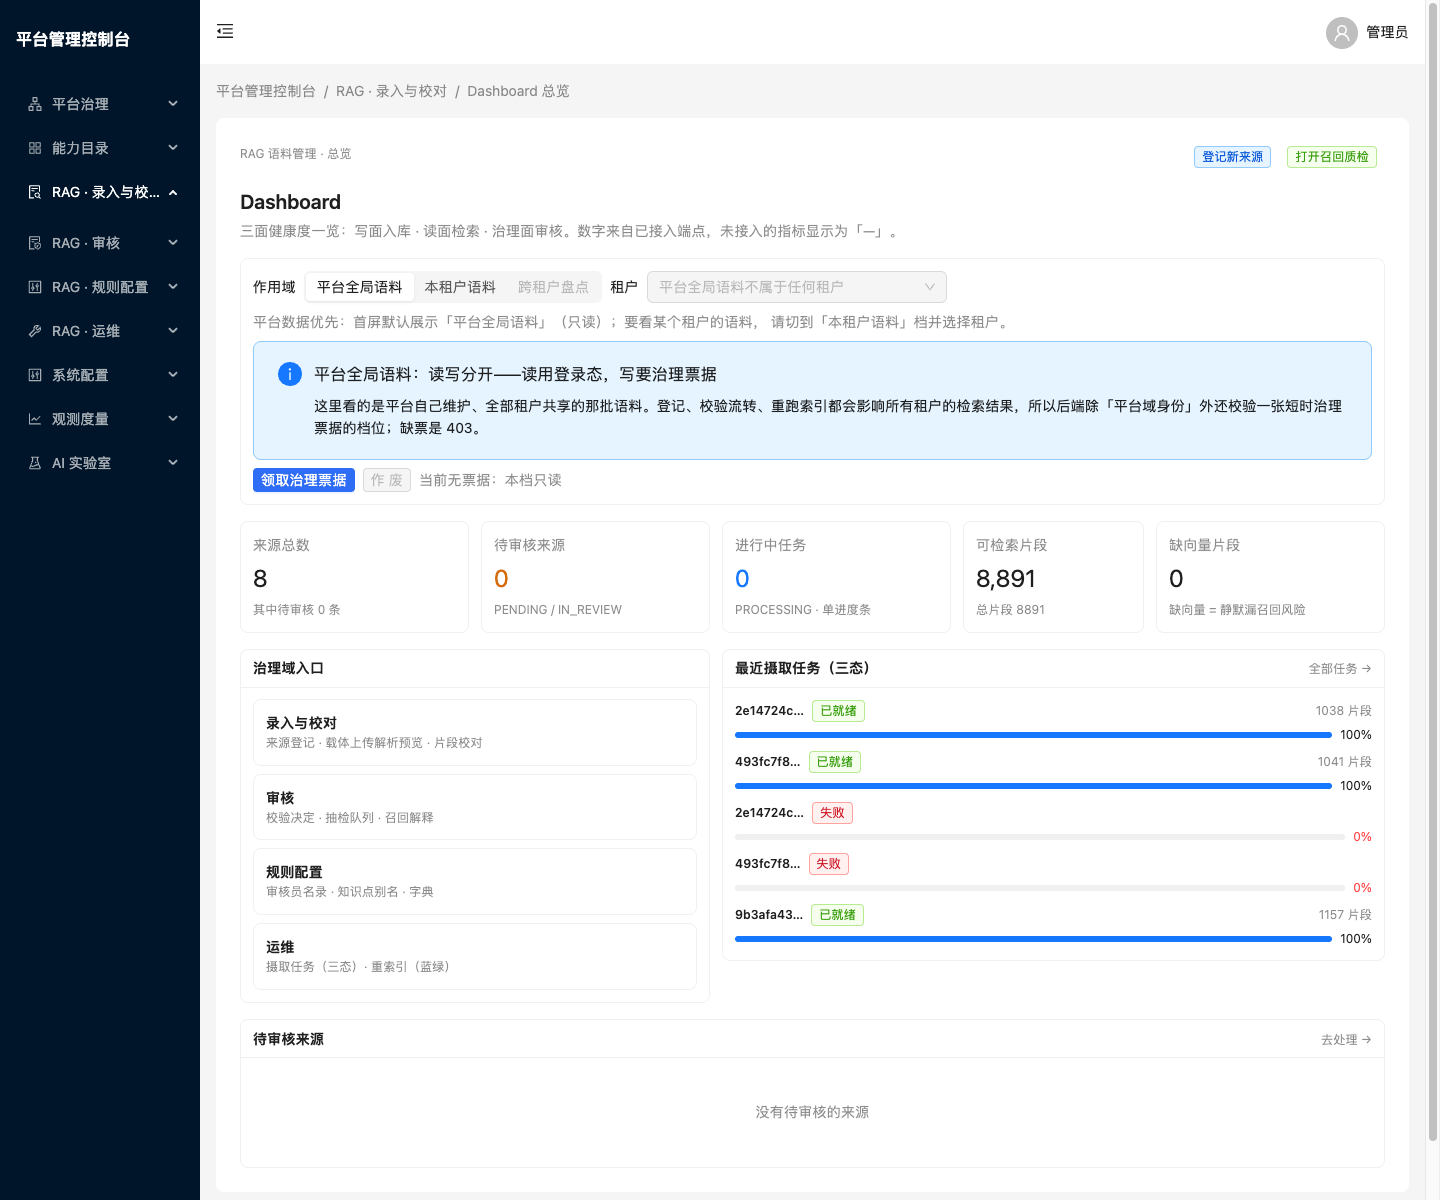 平台管理控制台
平台治理
能力目录
RAG · 录入与校...
RAG · 审核
RAG · 规则配置
RAG · 运维
系统配置
观测度量
AI 实验室
管理员
平台管理控制台 / RAG · 录入与校对 / Dashboard 总览
RAG 语料管理 · 总览
登记新来源
打开召回质检
Dashboard
三面健康度一览：写面入库 · 读面检索 · 治理面审核。数字来自已接入端点，未接入的指标显示为「—」。
作用域 平台全局语料 本租户语料 跨租户盘点 租户 平台全局语料不属于任何租户
平台数据优先：首屏默认展示「平台全局语料」（只读）；要看某个租户的语料， 请切到「本租户语料」档并选择租户。
平台全局语料：读写分开——读用登录态，写要治理票据
这里看的是平台自己维护、全部租户共享的那批语料。登记、校验流转、重跑索引都会影响所有租户的检索结果，所以后端除「平台域身份」外还校验一张短时治理
票据的档位；缺票是 403。
领取治理票据 作 废 当前无票据：本档只读
来源总数
8
其中待审核 0 条
待审核来源
0
PENDING / IN_REVIEW
进行中任务
0
PROCESSING · 单进度条
可检索片段
8,891
总片段 8891
缺向量片段
0
缺向量 = 静默漏召回风险
治理域入口
录入与校对
来源登记 · 载体上传解析预览 · 片段校对
审核
校验决定 · 抽检队列 · 召回解释
规则配置
审核员名录 · 知识点别名 · 字典
运维
摄取任务（三态）· 重索引（蓝绿）
最近摄取任务（三态） 全部任务 →
2e14724c... 已就绪 1038 片段
100%
493fc7f8... 已就绪 1041 片段
100%
2e14724c... 失败
0%
493fc7f8... 失败
0%
9b3afa43... 已就绪 1157 片段
100%
待审核来源 去处理 →
没有待审核的来源